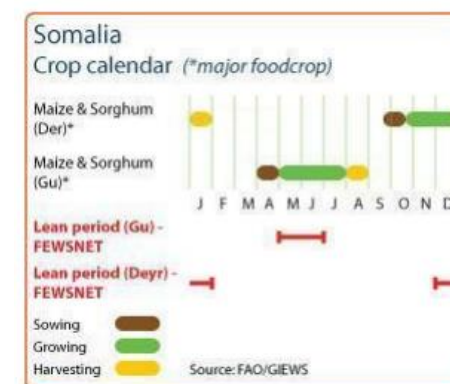 Somalia
Crop calendar (*major foodcrop)
Maize & Sorghum
(Der)*
Maize & Sorghum
(Gu)*
J F M A M J J A S O N D
Lean period (Gu) -
FEWSNET
Lean period (Deyr) -
FEWSNET
Sowing
Growing
Harvesting Source: FAO/GIEWS